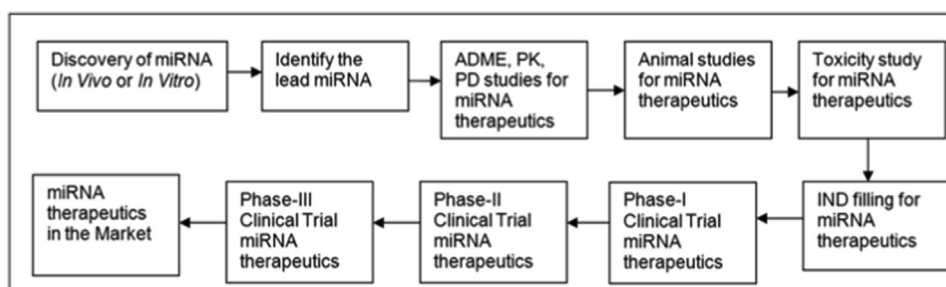 Discovery of miRNA
(In Vivo or In Vitro)
Identify the
lead miRNA
ADME, PK,
PD studies for
miRNA
therapeutics
Animal studies
for miRNA
therapeutics
Toxicity study
for miRNA
therapeutics
IND filling for
miRNA
therapeutics
Phase-I
Clinical Trial
miRNA
therapeutics
Phase-II
Clinical Trial
miRNA
therapeutics
Phase-III
Clinical Trial
miRNA
therapeutics
miRNA
therapeutics
in the Market